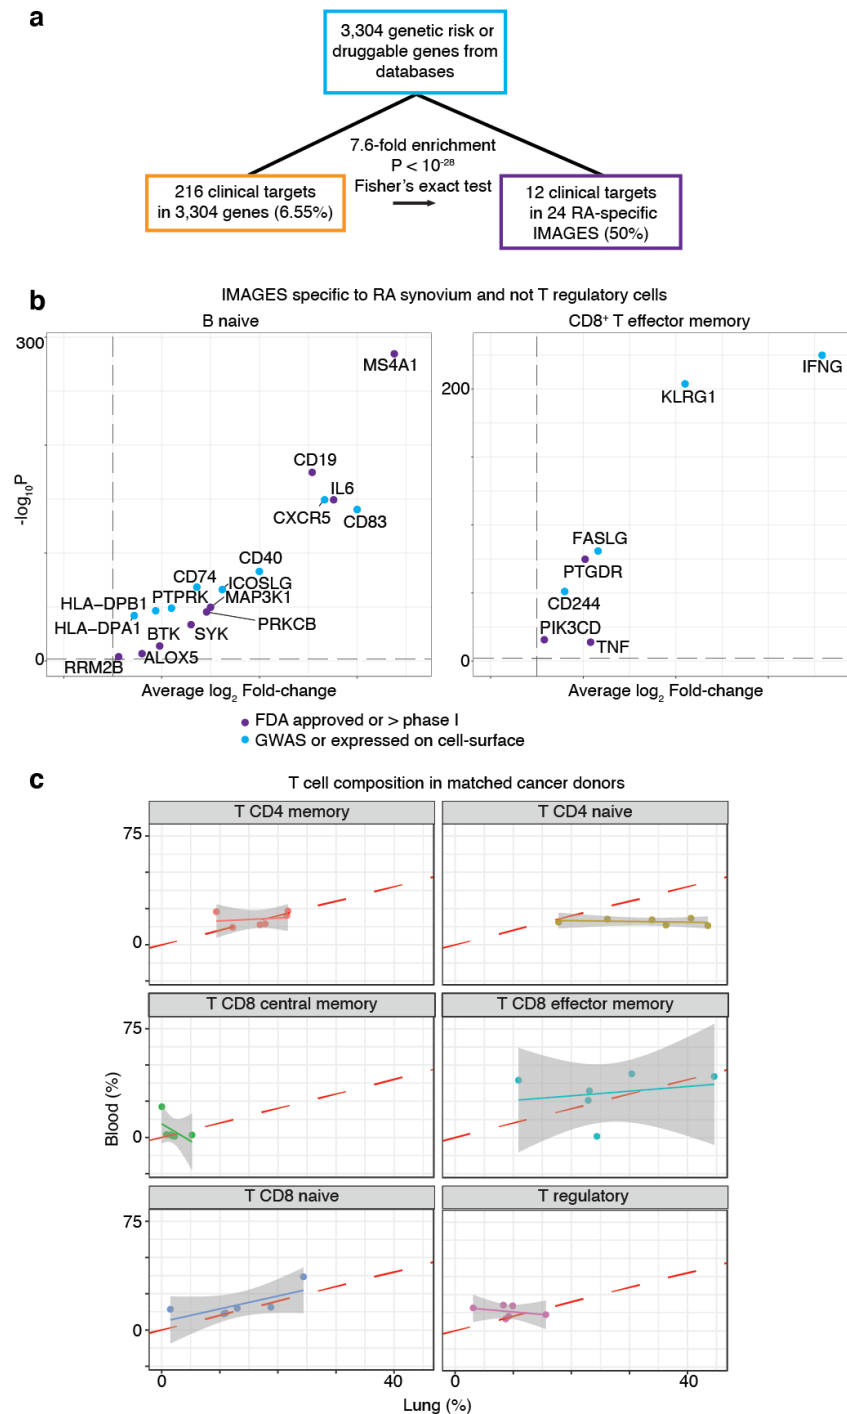 a
3,304 genetic risk or
druggable genes from
databases
7.6-fold enrichment
P < 10⁻²⁸
Fisher's exact test
216 clinical targets
in 3,304 genes (6.55%)
12 clinical targets
in 24 RA-specific
IMAGES (50%)
b
IMAGES specific to RA synovium and not T regulatory cells
B naive
CD8⁺ T effector memory
300
0
-log₁₀P
MS4A1
CD19
IL6
CXCR5
CD83
CD40
CD74
ICOSLG
PTPRK
MAP3K1
HLA−DPB1
PRKCB
HLA−DPA1
BTK
SYK
RRM2B
ALOX5
200
0
IFNG
KLRG1
FASLG
PTGDR
CD244
PIK3CD
TNF
Average log₂ Fold-change
Average log₂ Fold-change
FDA approved or > phase I
GWAS or expressed on cell-surface
c
T cell composition in matched cancer donors
T CD4 memory
T CD4 naive
75
0
T CD8 central memory
T CD8 effector memory
75
0
Blood (%)
T CD8 naive
T regulatory
75
0
0
40
0
40
Lung (%)